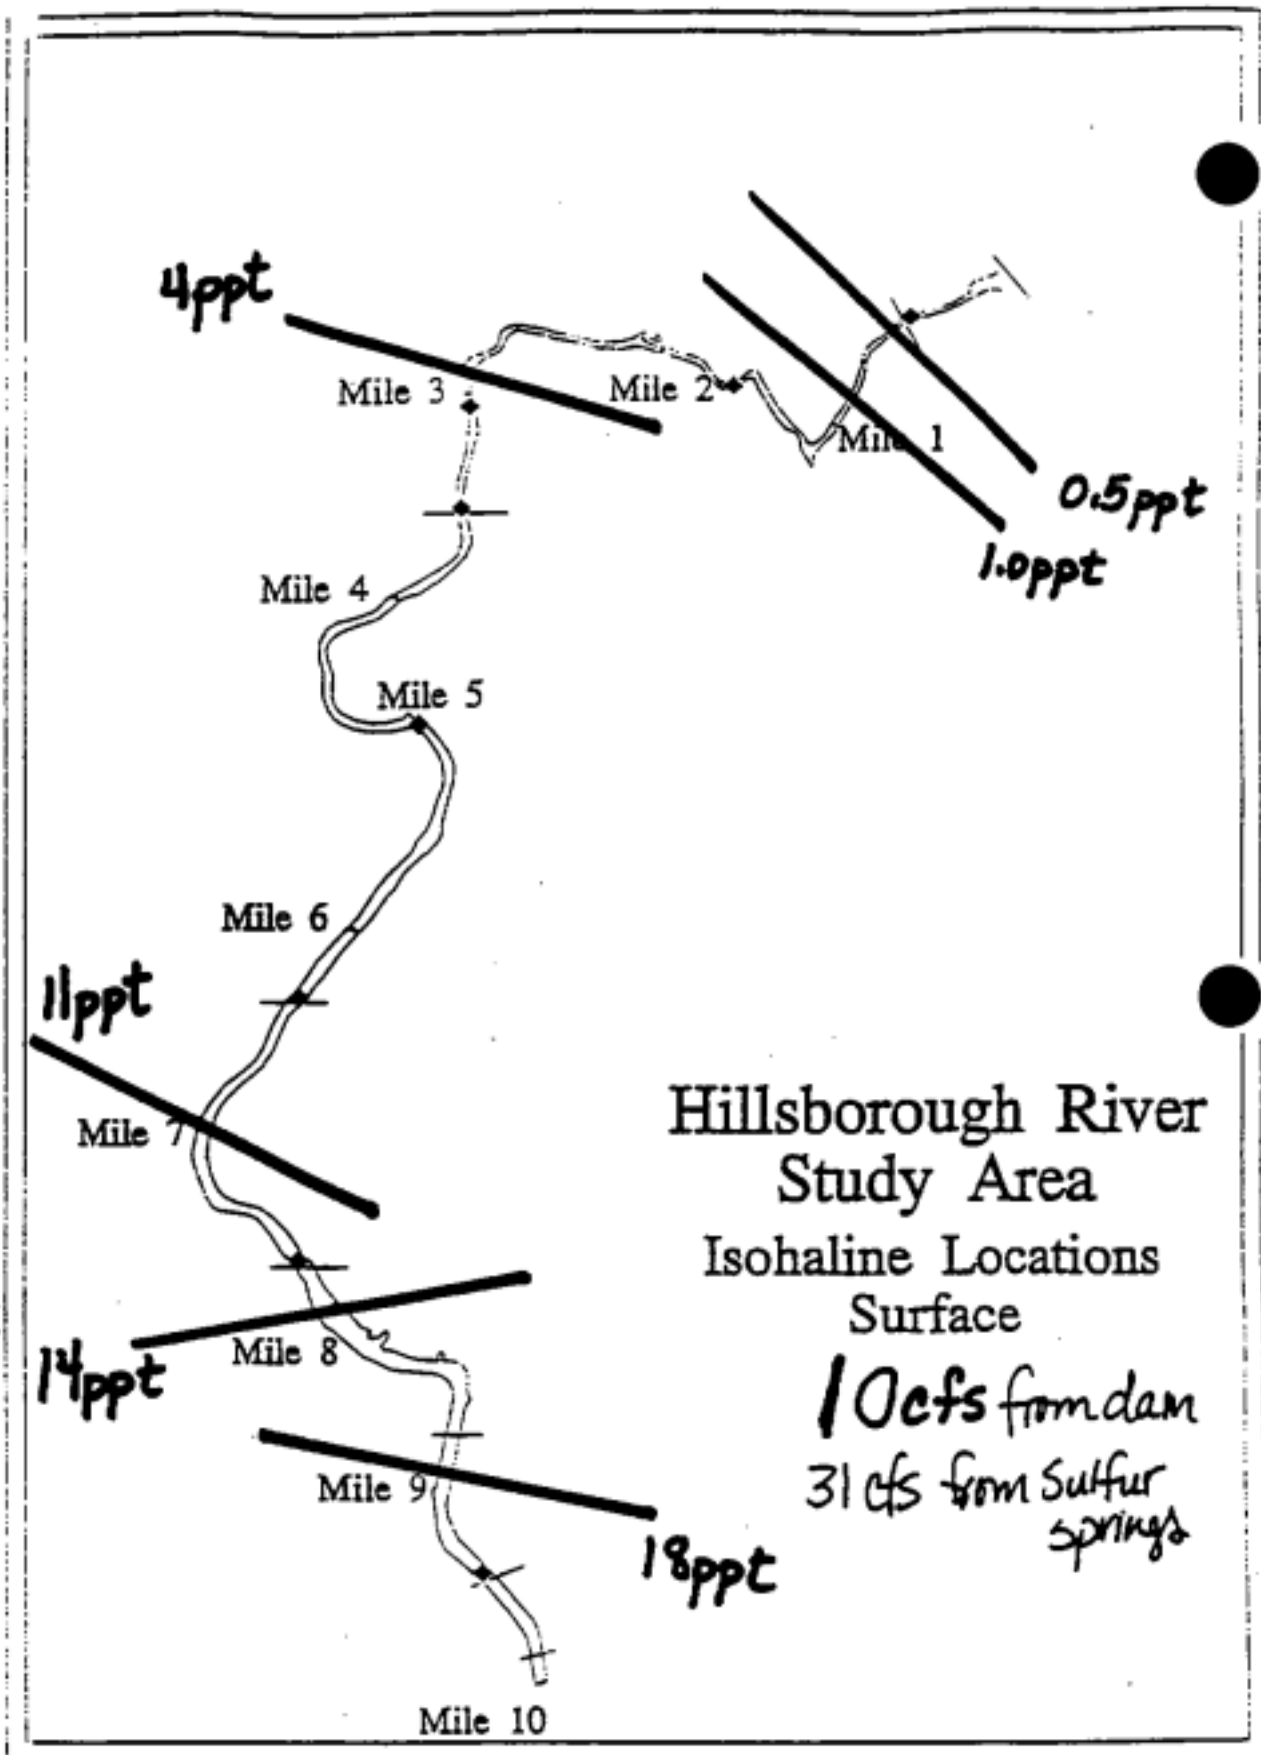 4ppt
Mile 3
Mile 2
Mile 1
0.5ppt
1.0ppt
Mile 4
Mile 5
Mile 6
11ppt
Mile 7
Hillsborough River
Study Area
Isohaline Locations
Surface
Mile 8
14ppt
10cfs from dam
31 cfs from Sulfur
springs
Mile 9
18ppt
Mile 10